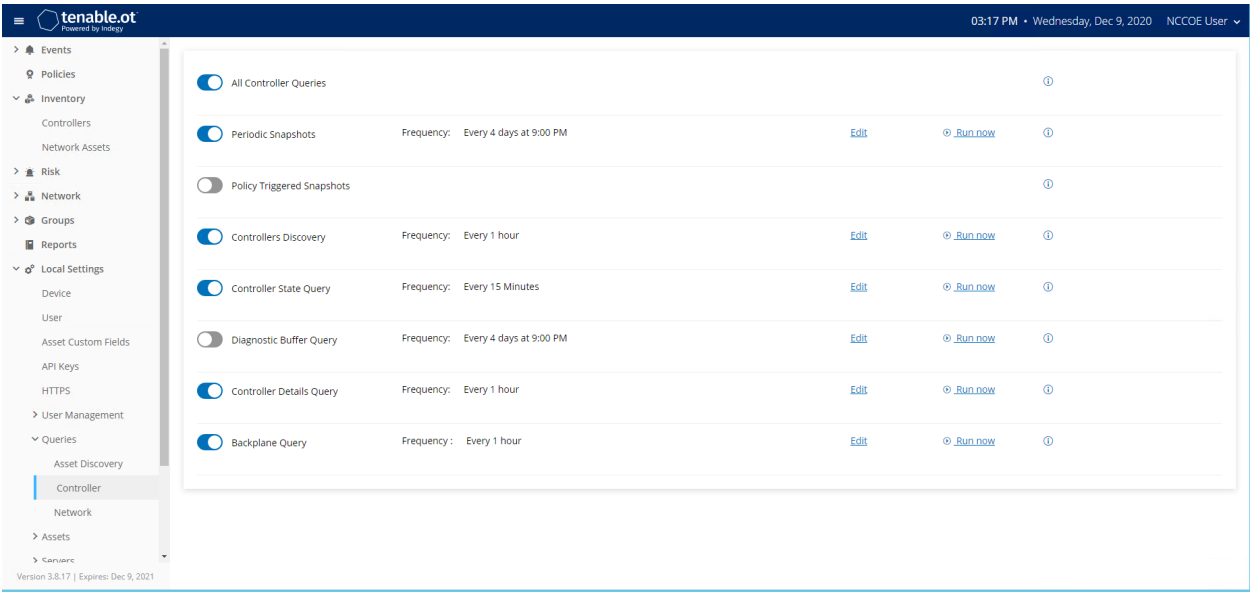 tenable.ot
Powered by Indegy
03:17 PM • Wednesday, Dec 9, 2020 NCCOE User
Events
Policies
Inventory
Controllers
Network Assets
Risk
Network
Groups
Reports
Local Settings
Device
User
Asset Custom Fields
API Keys
HTTPS
User Management
Queries
Asset Discovery
Controller
Network
Assets
Servers
Version 3.8.17 | Expires: Dec 9, 2021
All Controller Queries
Periodic Snapshots Frequency: Every 4 days at 9:00 PM Edit Run now
Policy Triggered Snapshots
Controllers Discovery Frequency: Every 1 hour Edit Run now
Controller State Query Frequency: Every 15 Minutes Edit Run now
Diagnostic Buffer Query Frequency: Every 4 days at 9:00 PM Edit Run now
Controller Details Query Frequency: Every 1 hour Edit Run now
Backplane Query Frequency : Every 1 hour Edit Run now